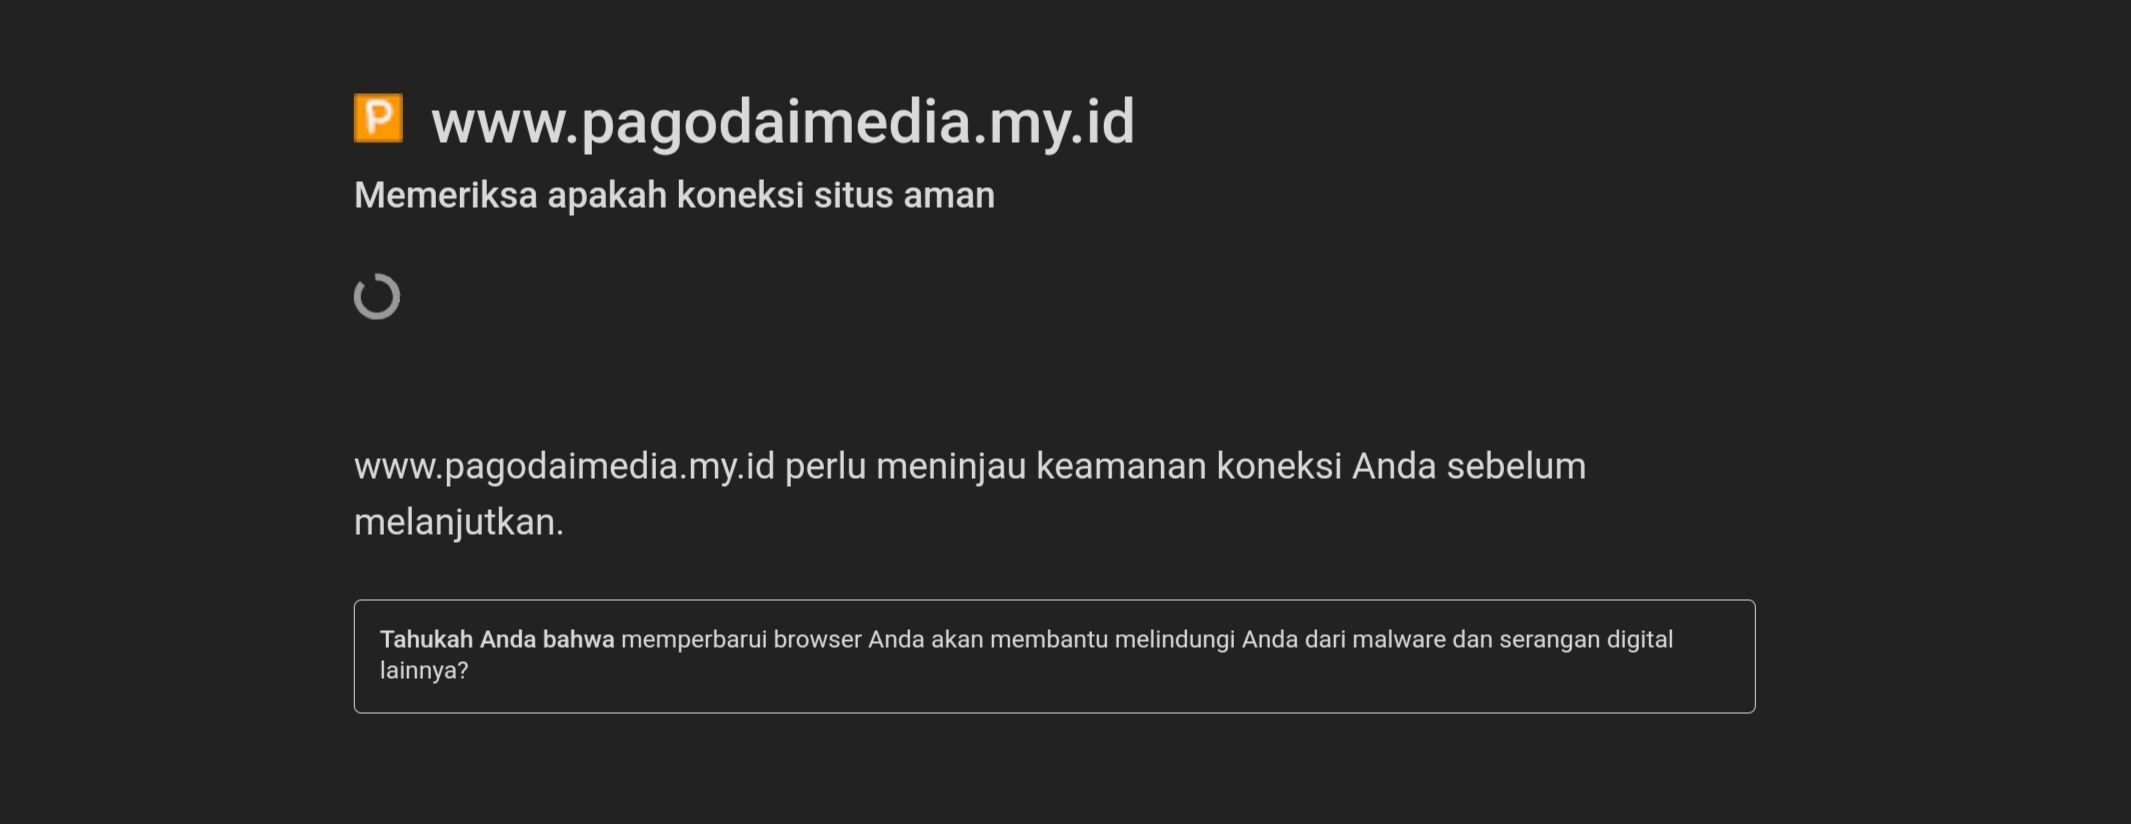 P www.pagodaimedia.my.id
Memeriksa apakah koneksi situs aman
www.pagodaimedia.my.id perlu meninjau keamanan koneksi Anda sebelum
melanjutkan.
Tahukah Anda bahwa memperbarui browser Anda akan membantu melindungi Anda dari malware dan serangan digital
lainnya?